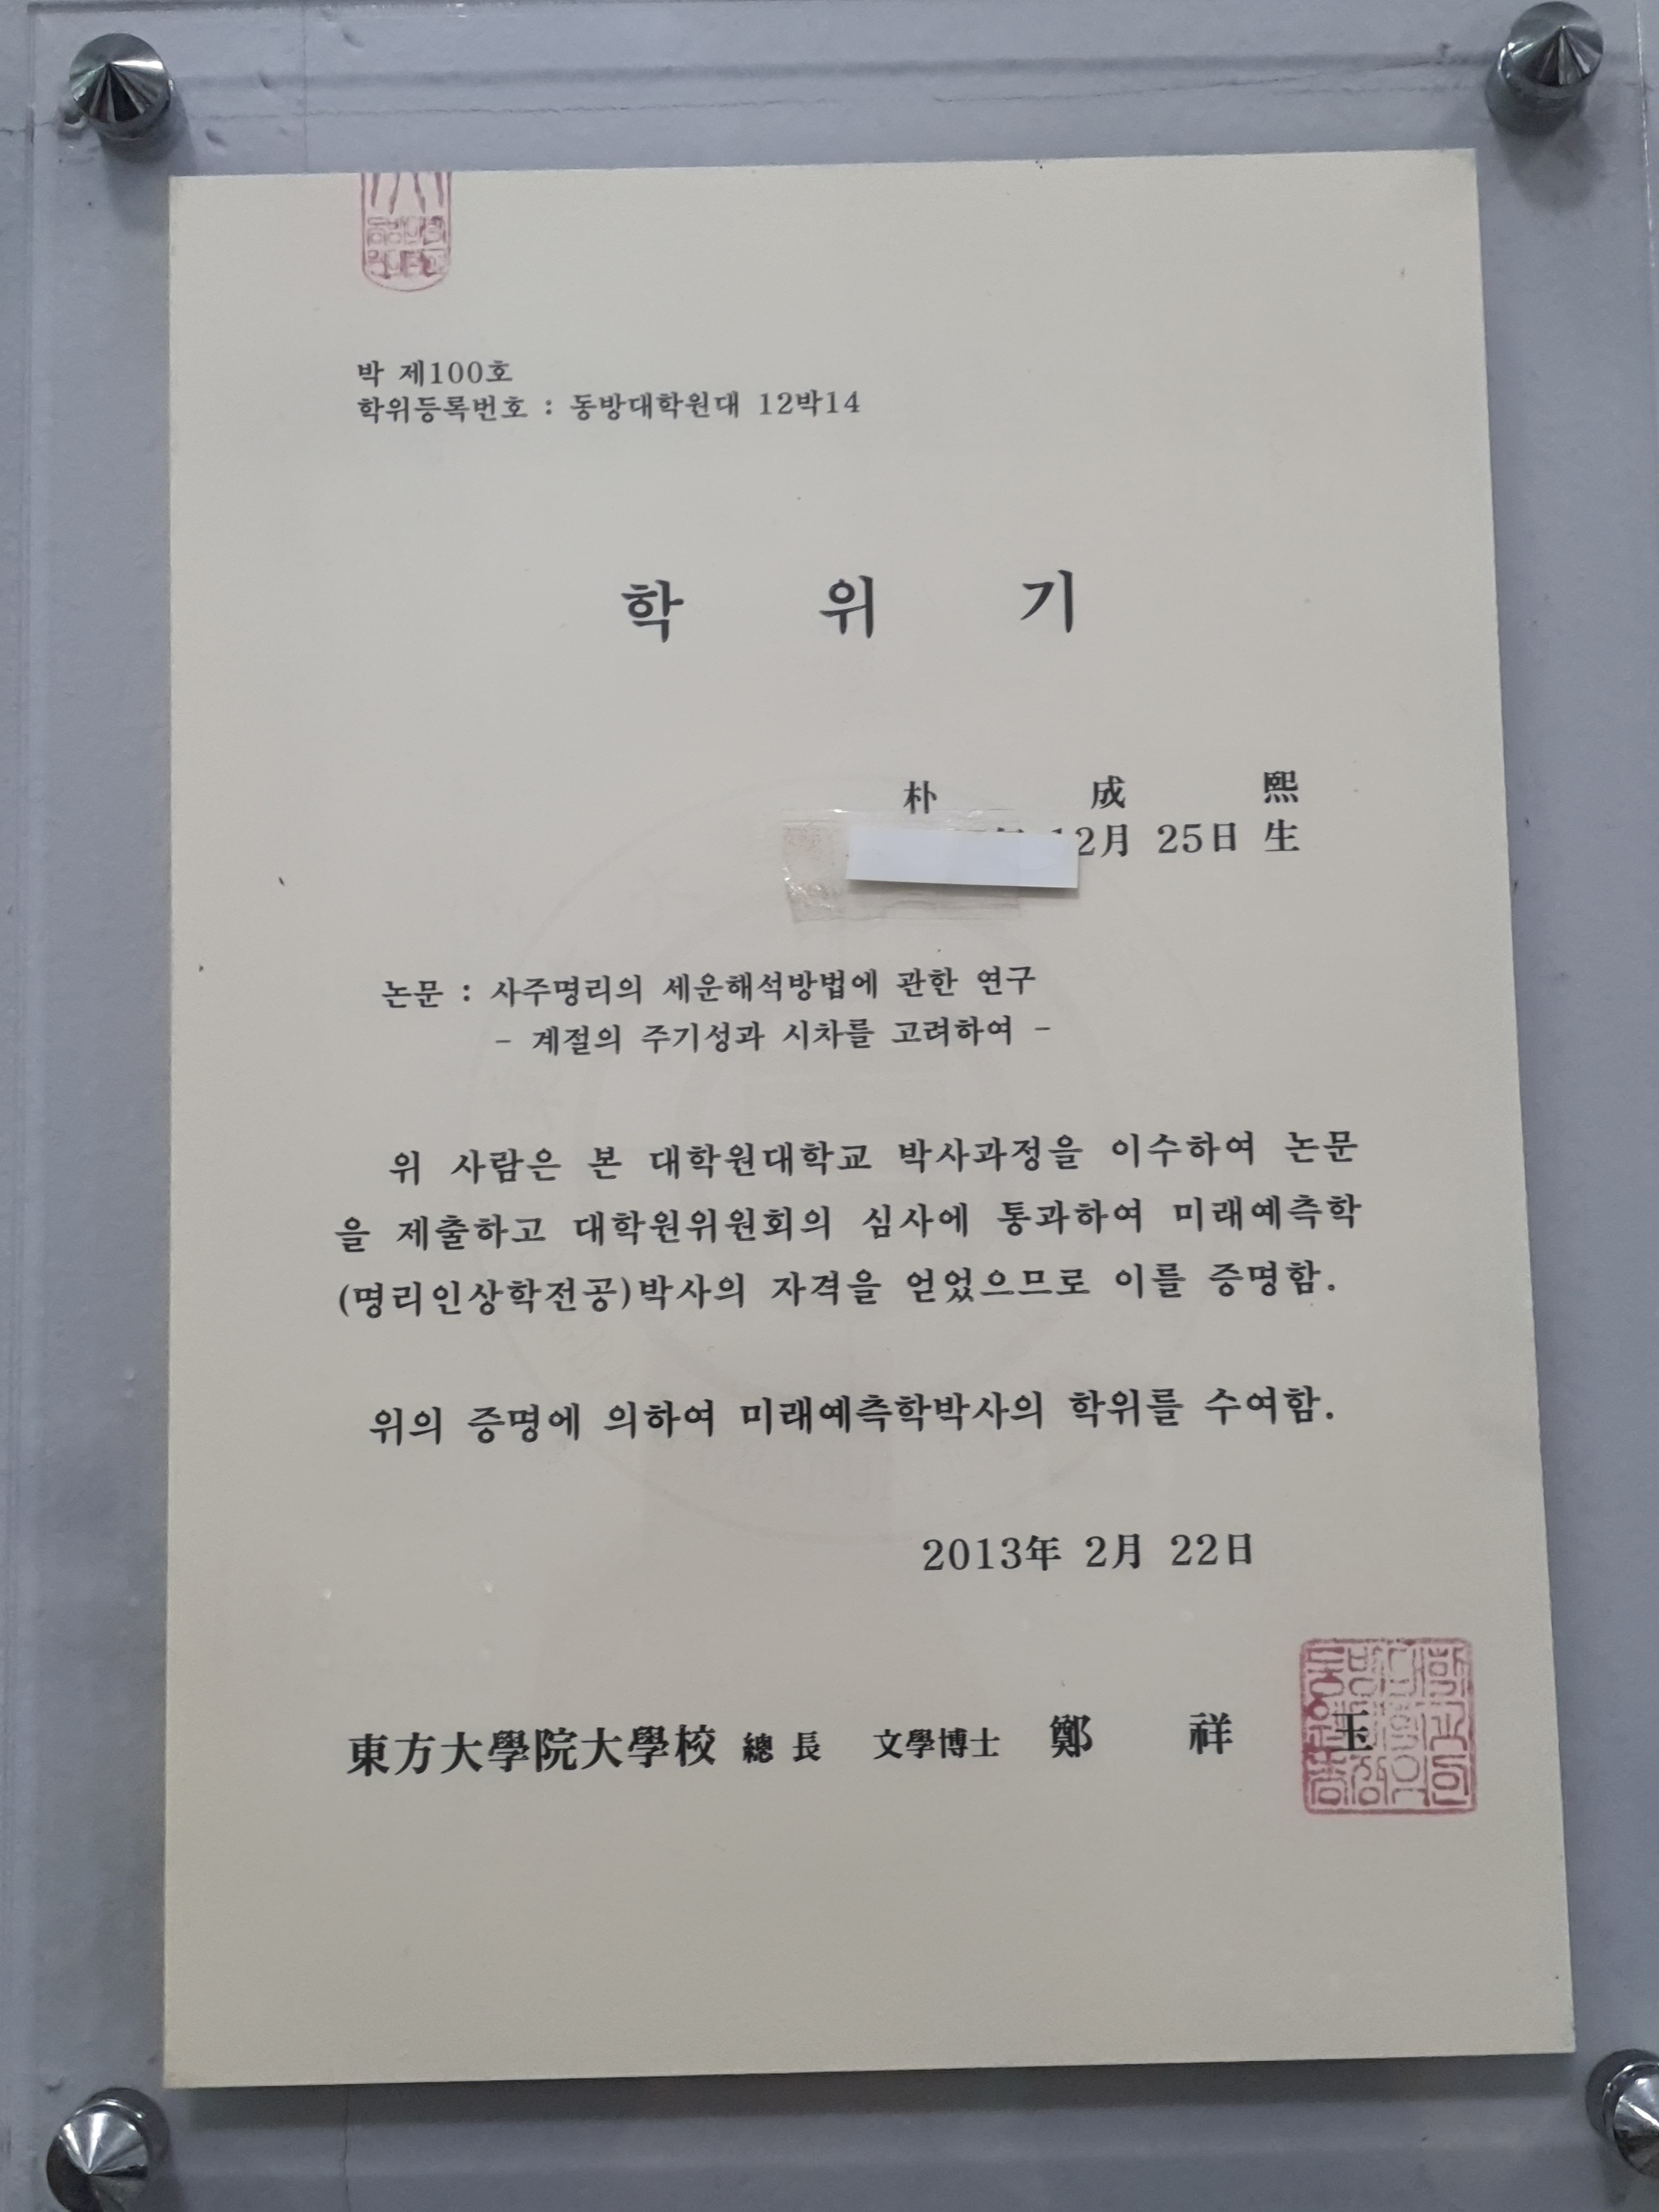 박 제100호
학위등록번호 : 동방대학원대 12박14
학 위 기
朴 成 熙
12月 25日 生
논문 : 사주명리의 세운해석방법에 관한 연구
- 계절의 주기성과 시차를 고려하여 -
위 사람은 본 대학원대학교 박사과정을 이수하여 논문
을 제출하고 대학원위원회의 심사에 통과하여 미래예측학
(명리인상학전공)박사의 자격을 얻었으므로 이를 증명함.
위의 증명에 의하여 미래예측학박사의 학위를 수여함.
2013年 2月 22日
東方大學院大學校 總長 文學博士 鄭 祥 玉